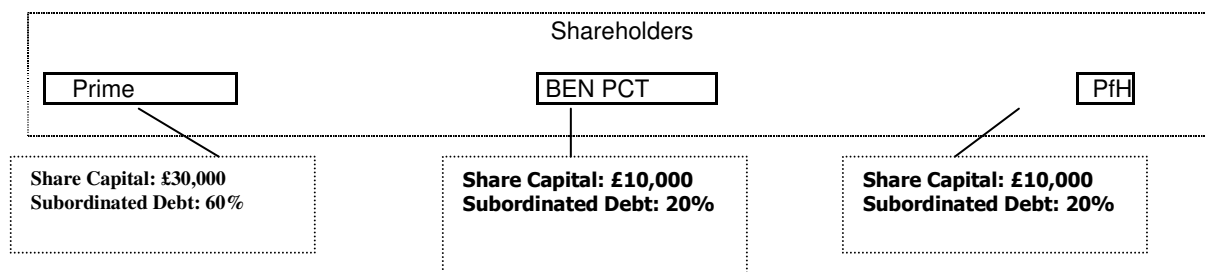 Shareholders
Prime
BEN PCT
PfH
Share Capital: £30,000
Subordinated Debt: 60%
Share Capital: £10,000
Subordinated Debt: 20%
Share Capital: £10,000
Subordinated Debt: 20%